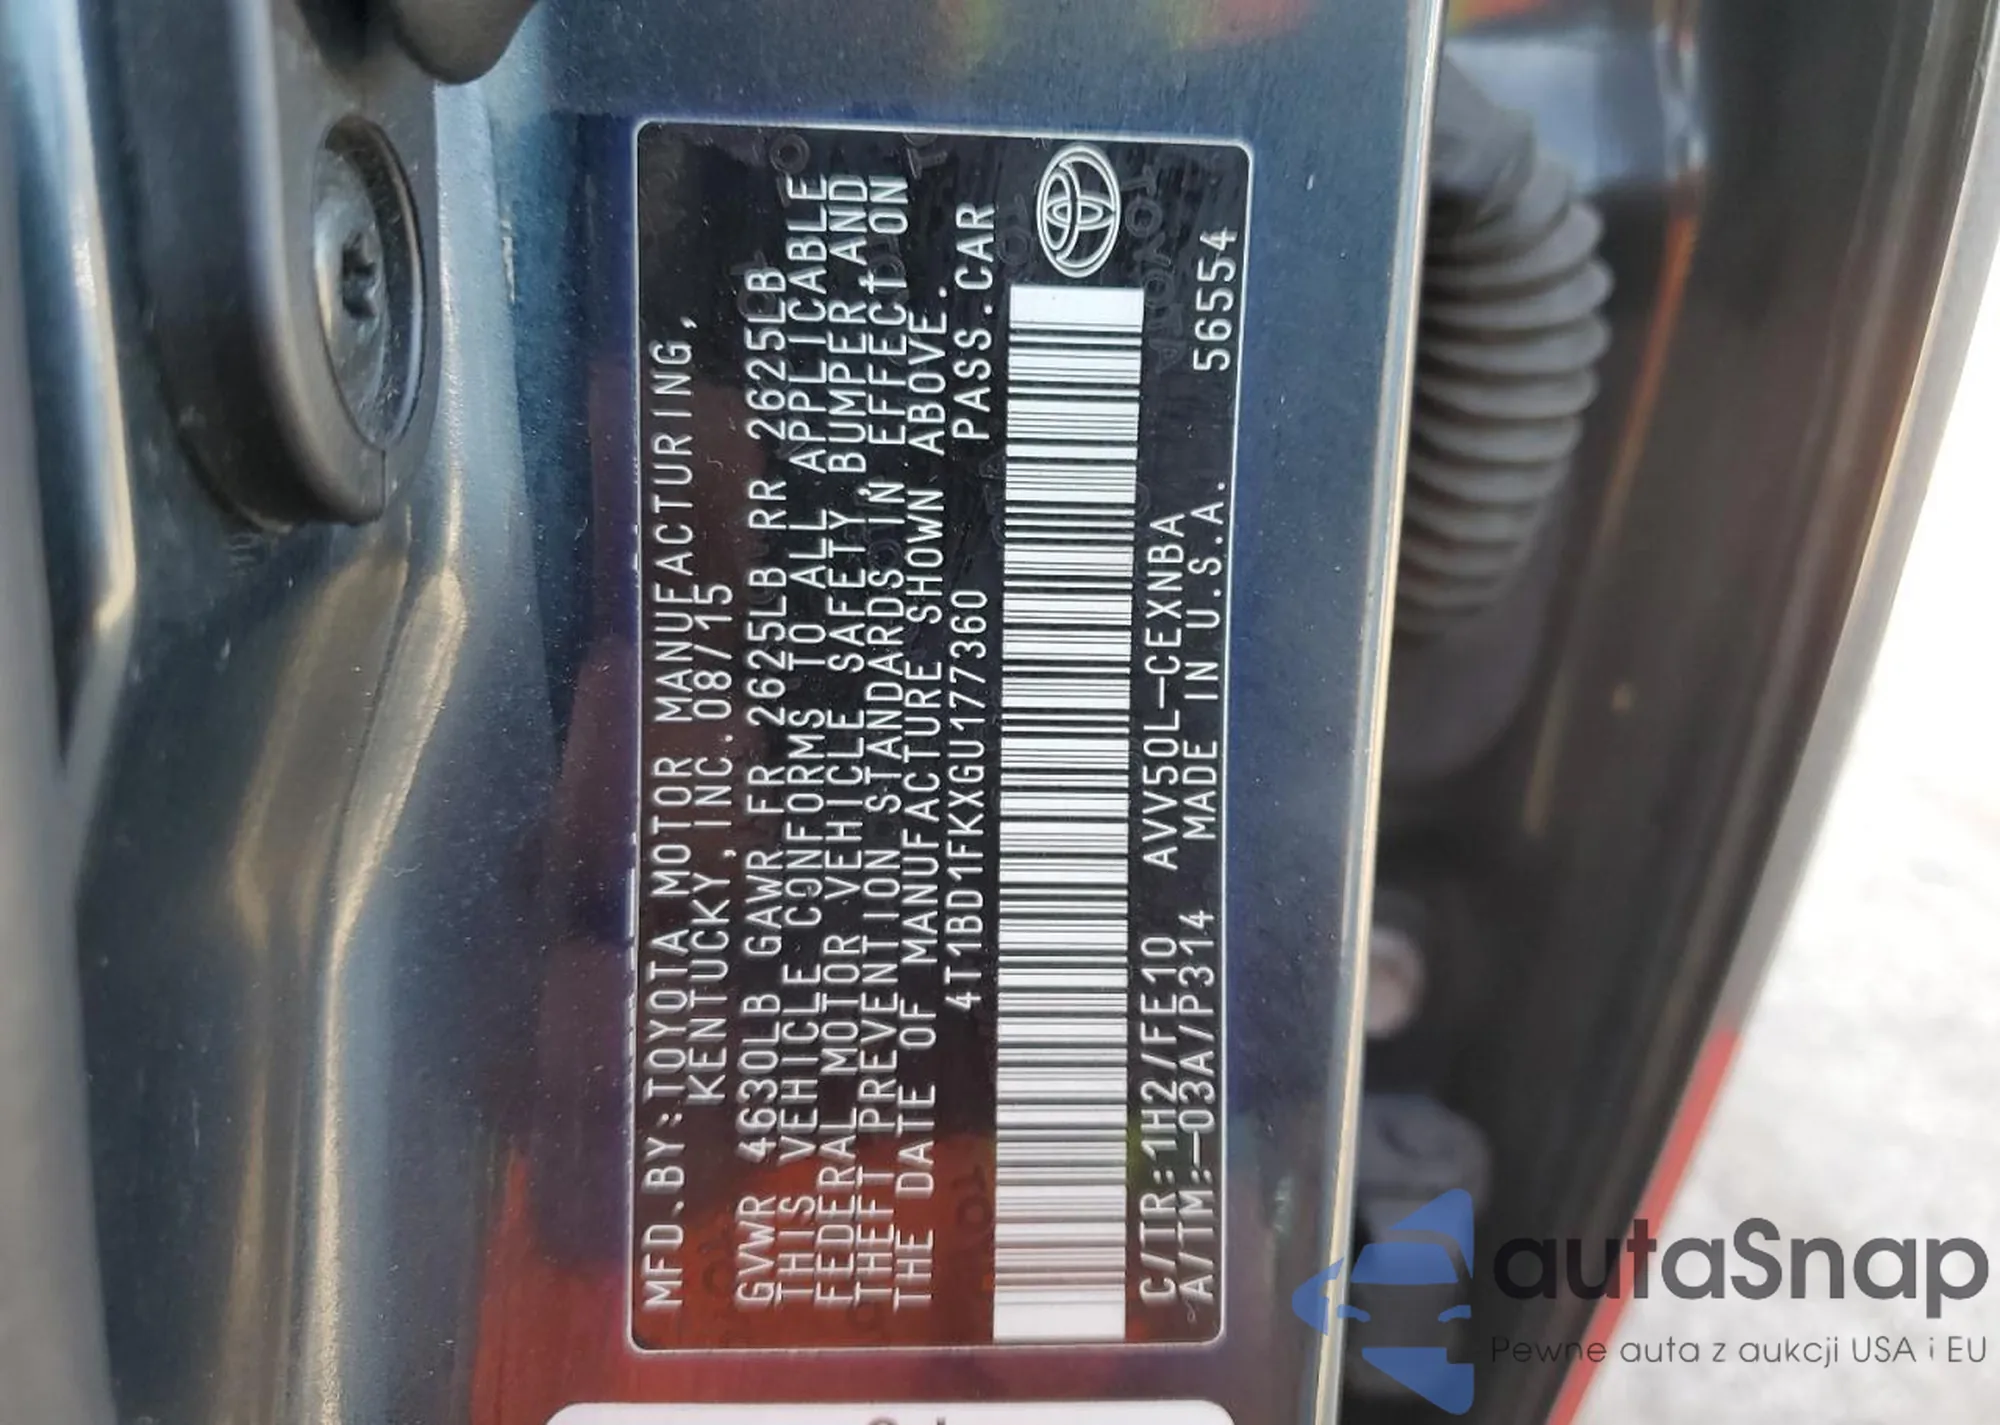 MFD.BY:TOYOTA MOTOR MANUFACTURING,
KENTUCKY,INC.08/15
GVWR 4630LB GAWR FR 2625LB RR 2625LB
THIS VEHICLE CONFORMS TO ALL APPLICABLE
FEDERAL MOTOR VEHICLE SAFETY, BUMPER AND
THEFT PREVENTION STANDARDS IN EFFECT ON
THE DATE OF MANUFACTURE SHOWN ABOVE.
4T1BD1FKXGU177360 PASS.CAR
C/TR:1H2/FE10 AVV50L-CEXNBA
A/TM:-03A/P314 MADE IN U.S.A. 56554
autaSnap
Pewne auta z aukcji USA i EU